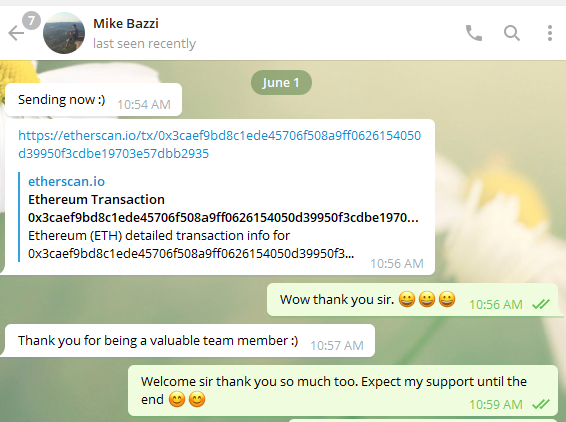 7
Mike Bazzi
last seen recently
June 1
Sending now :) 10:54 AM
https://etherscan.io/tx/0x3caef9bd8c1ede45706f508a9ff0626154050
d39950f3cdbe19703e57dbb2935
etherscan.io
Ethereum Transaction
0x3caef9bd8c1ede45706f508a9ff0626154050d39950f3cdbe1970...
Ethereum (ETH) detailed transaction info for
0x3caef9bd8c1ede45706f508a9ff0626154050d39950f3...
10:56 AM
Wow thank you sir. 😀😀😀 10:56 AM
Thank you for being a valuable team member :) 10:57 AM
Welcome sir thank you so much too. Expect my support until the
end 😊😊 10:59 AM